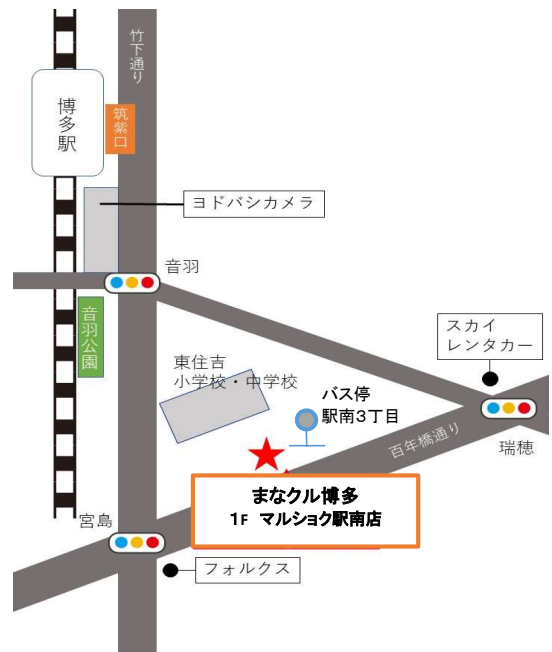 竹下通り
博多駅
筑紫口
ヨドバシカメラ
音羽
音羽公園
スカイ
レンタカー
東住吉
小学校・中学校
バス停
駅南3丁目
百年橋通り
瑞穂
まなクル博多
1F マルショク駅南店
宮島
フォルクス